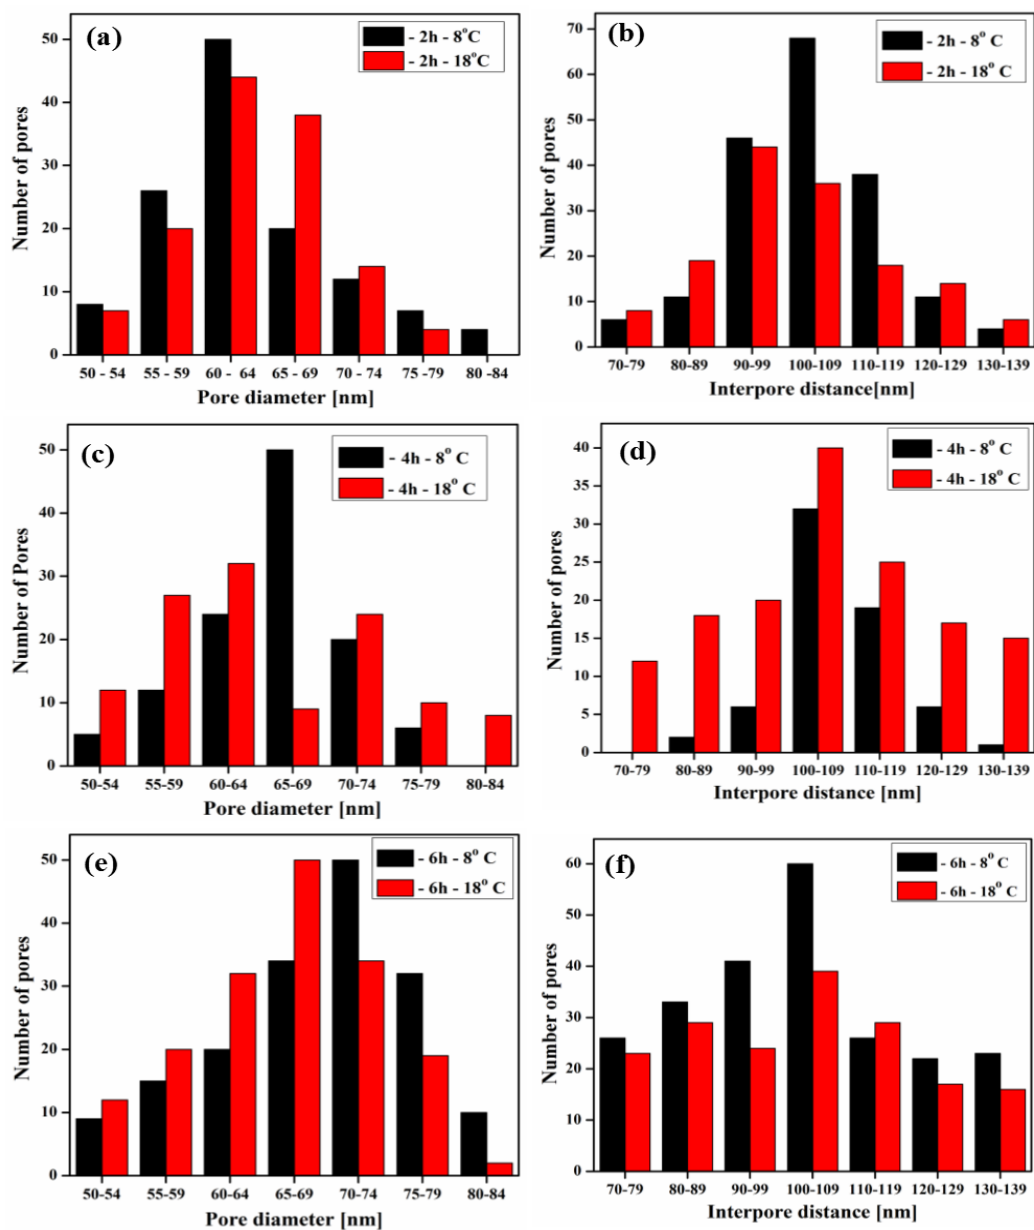 (a)
- 2h - 8°C
- 2h - 18°C
Number of pores
50
40
30
20
10
0
50 - 54 55 - 59 60 - 64 65 - 69 70 - 74 75 -79 80 -84
Pore diameter [nm]
(b)
- 2h - 8° C
- 2h - 18° C
Number of pores
70
60
50
40
30
20
10
0
70-79 80-89 90-99 100-109 110-119 120-129 130-139
Interpore distance[nm]
(c)
- 4h - 8° C
- 4h - 18° C
Number of Pores
50
40
30
20
10
0
50-54 55-59 60-64 65-69 70-74 75-79 80-84
Pore diameter [nm]
(d)
- 4h - 8° C
- 4h - 18° C
Number of pores
40
35
30
25
20
15
10
5
0
70-79 80-89 90-99 100-109 110-119 120-129 130-139
Interpore distance [nm]
(e)
- 6h - 8° C
- 6h - 18° C
Number of pores
50
40
30
20
10
0
50-54 55-59 60-64 65-69 70-74 75-79 80-84
Pore diameter [nm]
(f)
- 6h - 8° C
- 6h - 18° C
Number of pores
60
50
40
30
20
10
0
70-79 80-89 90-99 100-109 110-119 120-129 130-139
Interpore distance [nm]